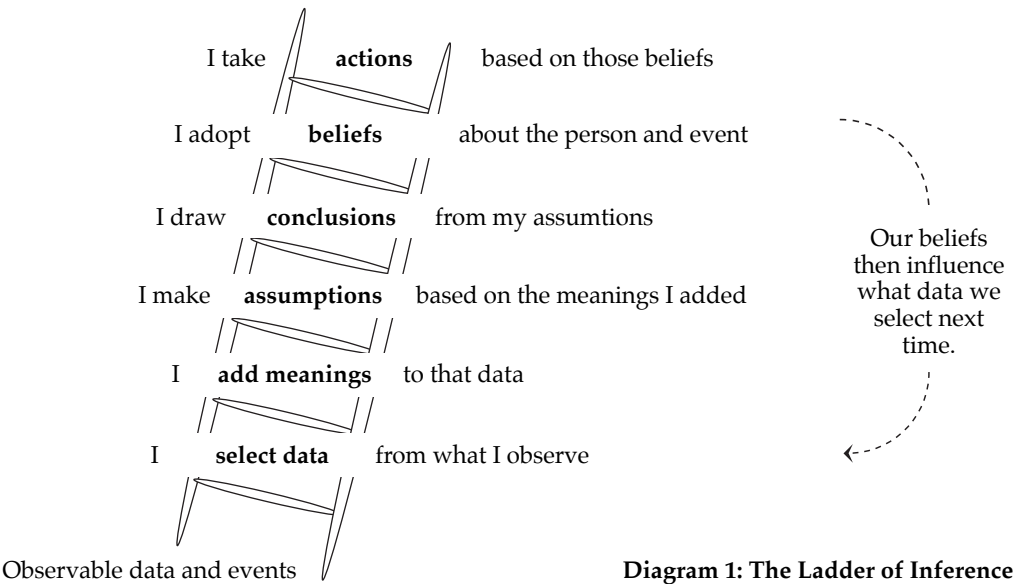 I take actions based on those beliefs
I adopt beliefs about the person and event
I draw conclusions from my assumtions
I make assumptions based on the meanings I added
I add meanings to that data
I select data from what I observe
Observable data and events
Our beliefs
then influence
what data we
select next
time.
Diagram 1: The Ladder of Inference